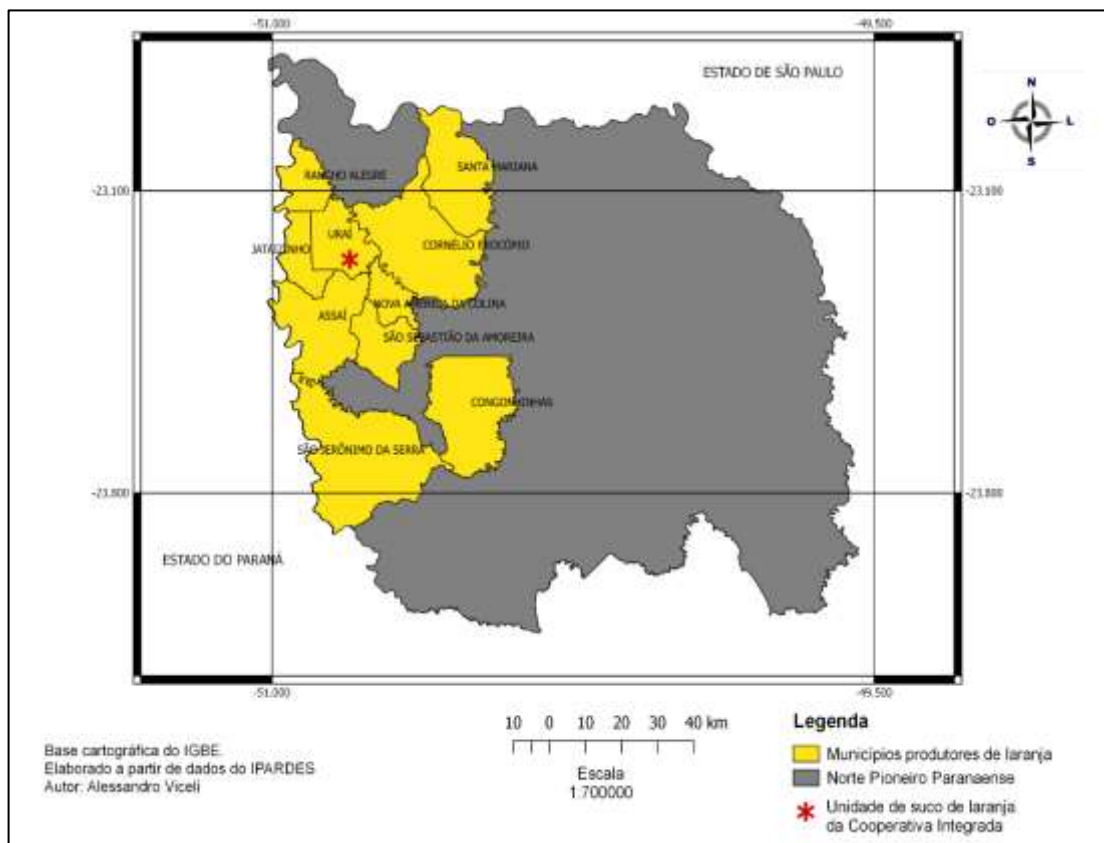 -51.000
-49.500
ESTADO DE SÃO PAULO
N
O
L
S
SANTA MARIANA
RANCHO ALEGRE
-23.100
-23.100
URAÍ
JATAIZINHO
CORNÉLIO PROCÓPIO
NOVA AMÉRICA DA COLINA
ASSAÍ
SÃO SEBASTIÃO DA AMOREIRA
CONGONHINHAS
SÃO JERÔNIMO DA SERRA
-23.800
-23.800
ESTADO DO PARANÁ
-51.000
-49.500
10 0 10 20 30 40 km
Escala
1:700000
Base cartográfica do IGBE.
Elaborado a partir de dados do IPARDES
Autor: Alessandro Viceli
Legenda
Municípios produtores de laranja
Norte Pioneiro Paranaense
Unidade de suco de laranja
da Cooperativa Integrada